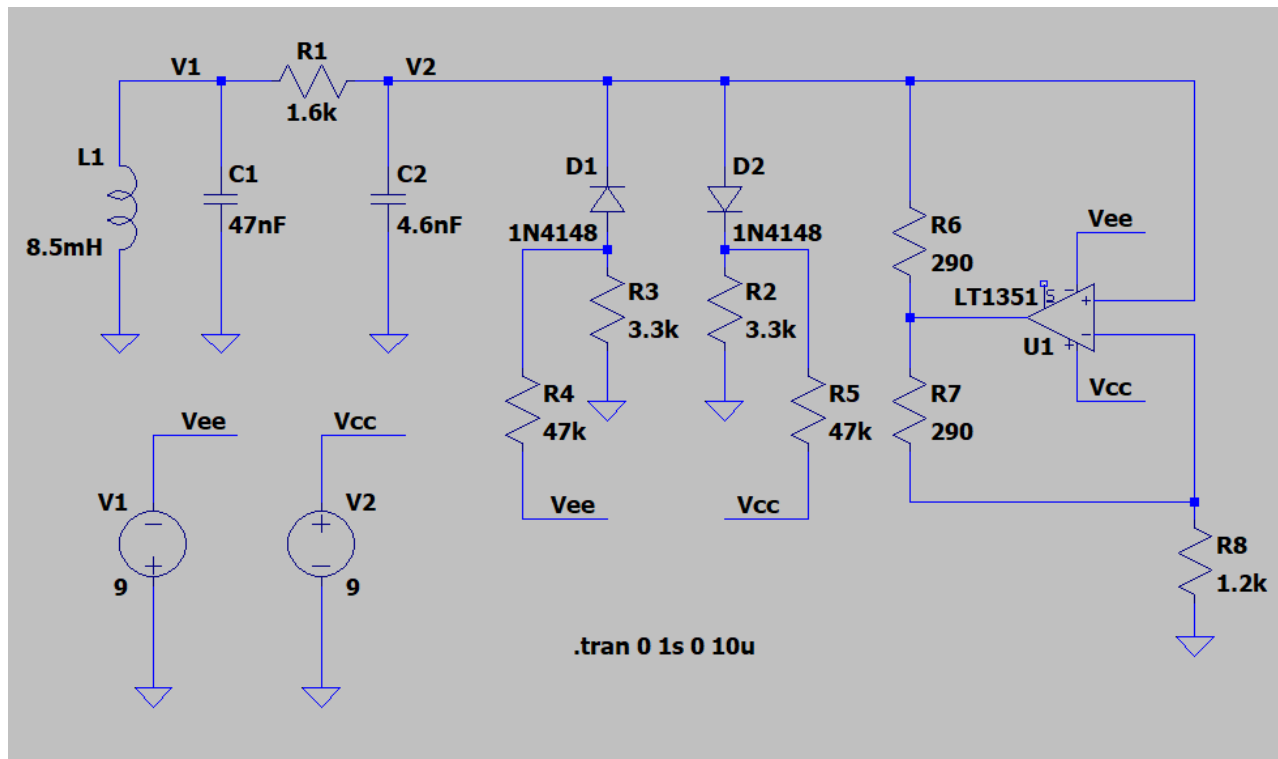 R1
V1
V2
1.6k
L1
8.5mH
C1
47nF
C2
4.6nF
D1
1N4148
D2
1N4148
R3
3.3k
R2
3.3k
R6
290
Vee
LT1351
S
U1
Vcc
R4
47k
R5
47k
R7
290
Vee
Vcc
Vee
Vcc
V1
9
V2
9
R8
1.2k
.tran 0 1s 0 10u